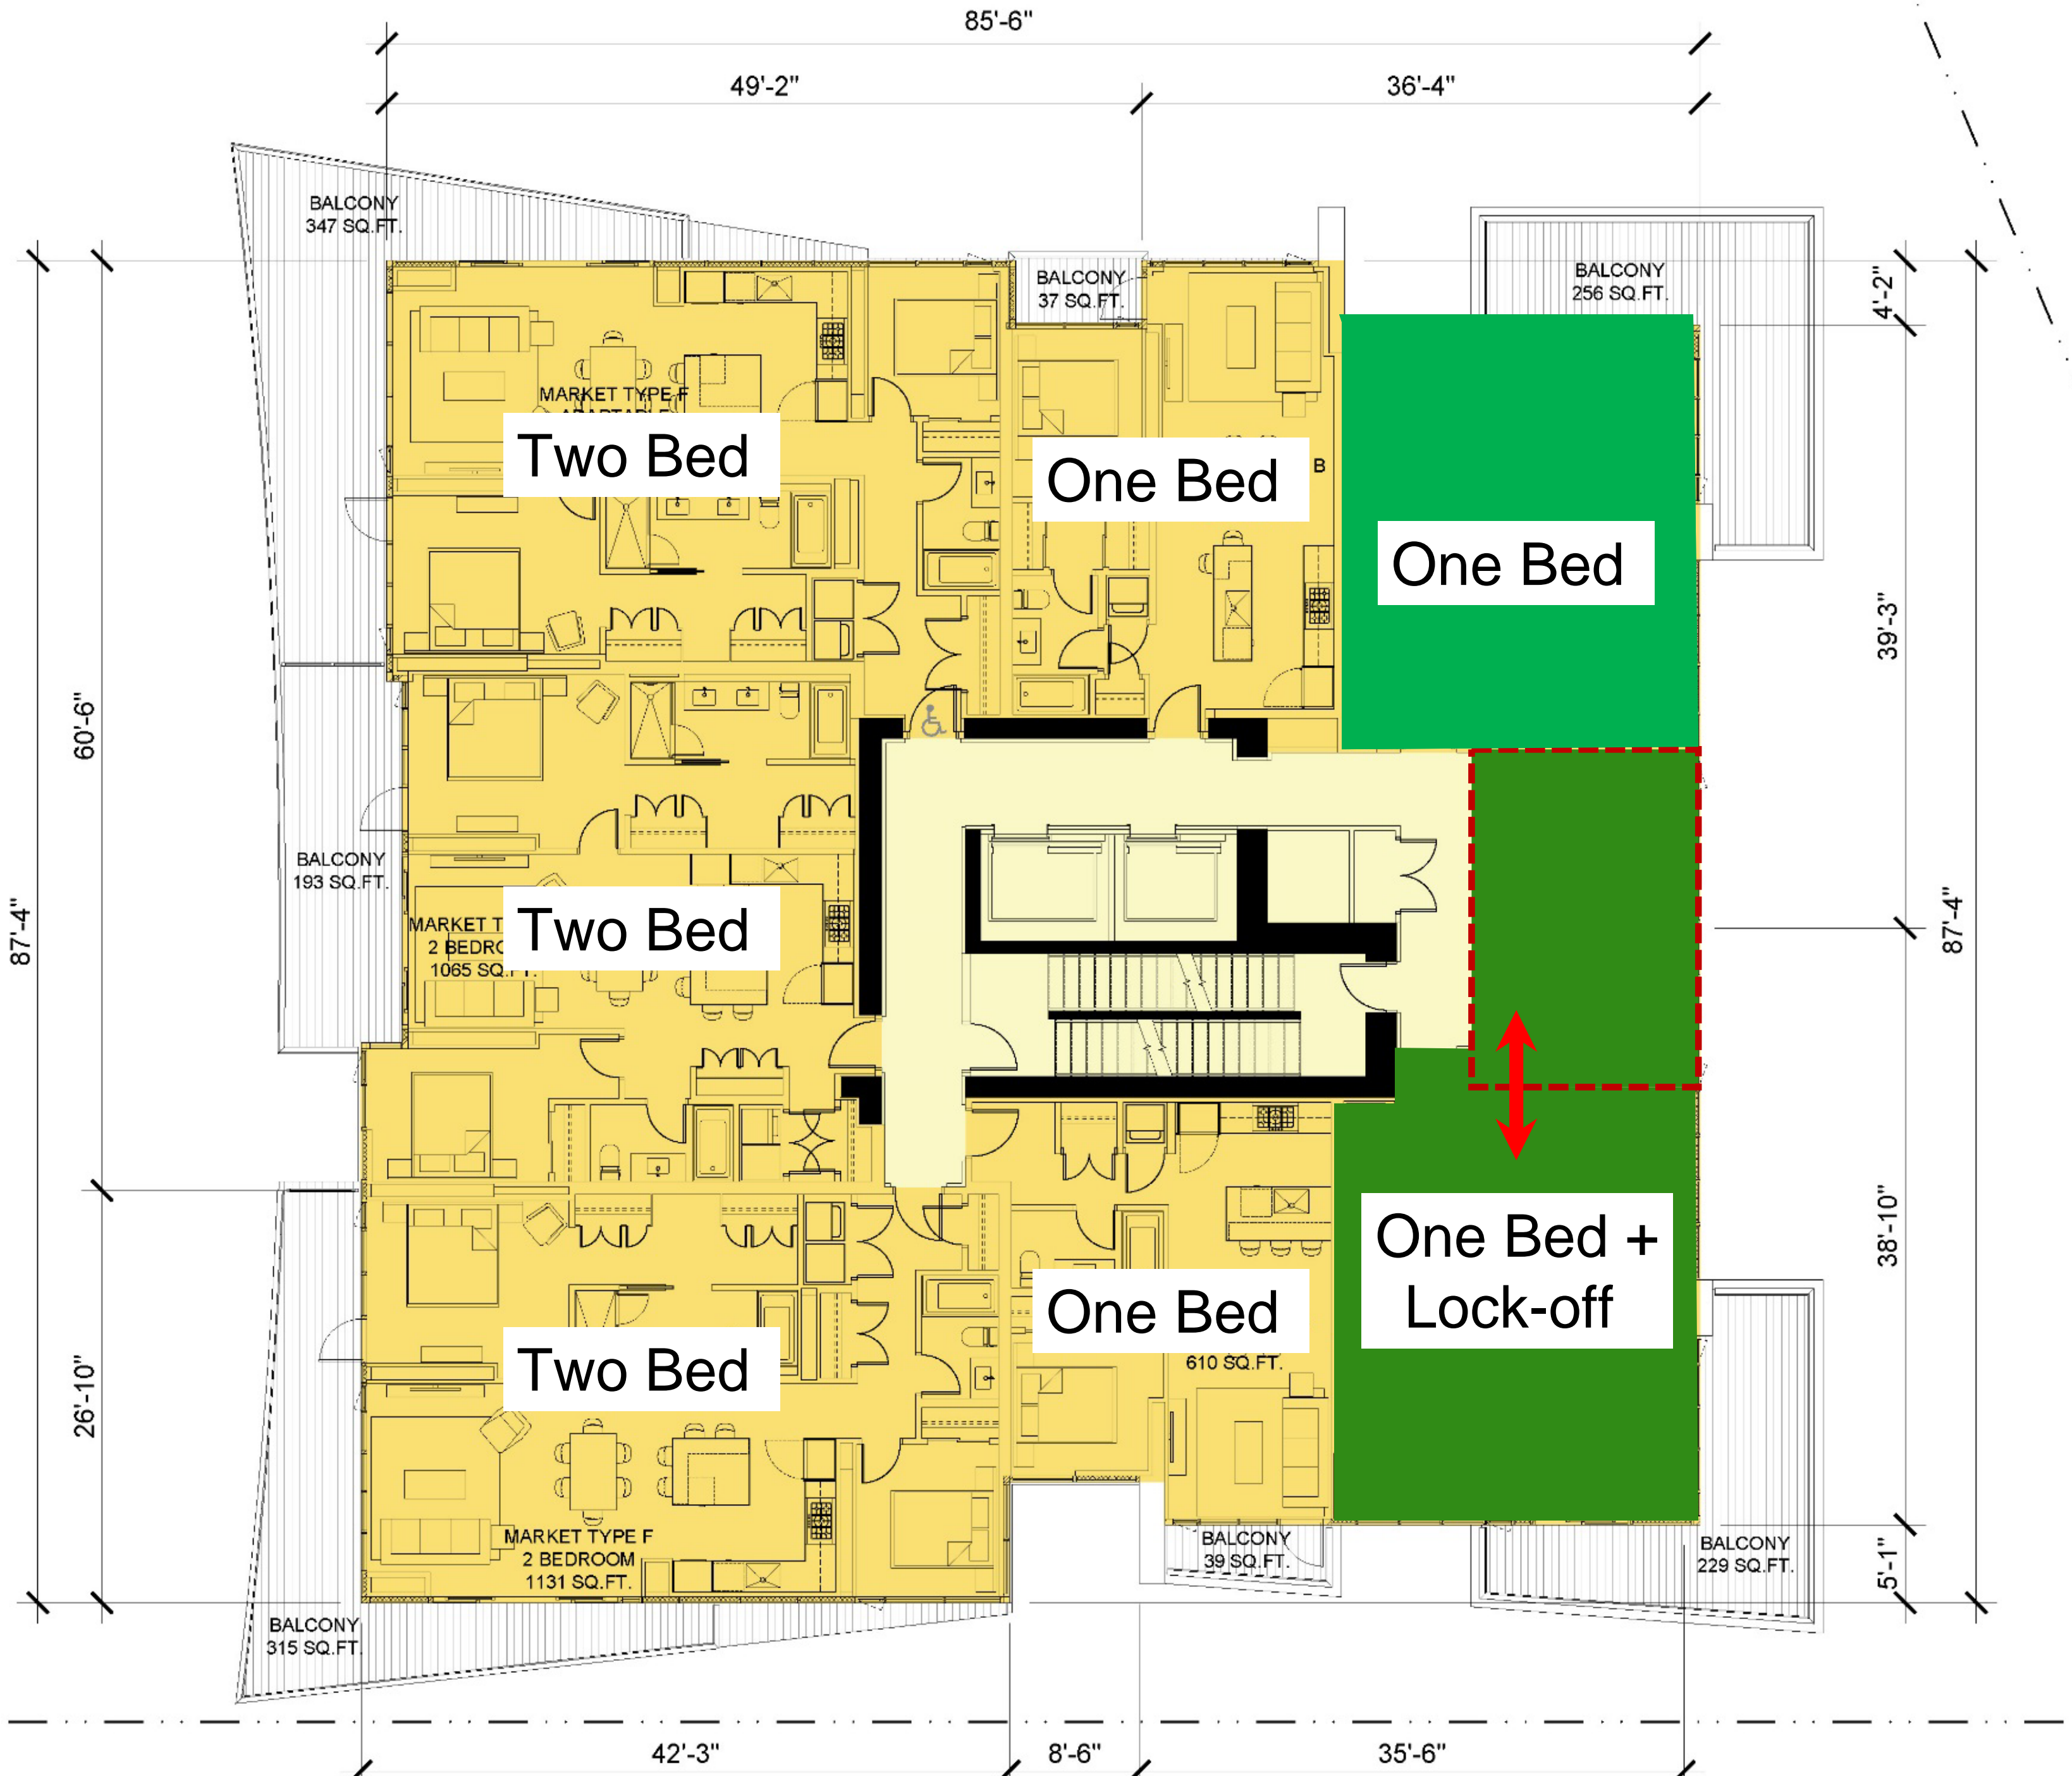 85'-6"
49'-2"
36'-4"
BALCONY
347 SQ.FT.
BALCONY
37 SQ.FT.
BALCONY
256 SQ.FT.
4'-2"
MARKET TYPE F
Two Bed
One Bed
B
One Bed
39'-3"
60'-6"
87'-4"
BALCONY
193 SQ.FT.
MARKET T
2 BEDRO
1065 SQ.FT.
Two Bed
87'-4"
One Bed +
Lock-off
38'-10"
One Bed
610 SQ.FT.
Two Bed
26'-10"
MARKET TYPE F
2 BEDROOM
1131 SQ.FT.
BALCONY
39 SQ.FT.
BALCONY
229 SQ.FT.
5'-1"
BALCONY
315 SQ.FT.
42'-3"
8'-6"
35'-6"